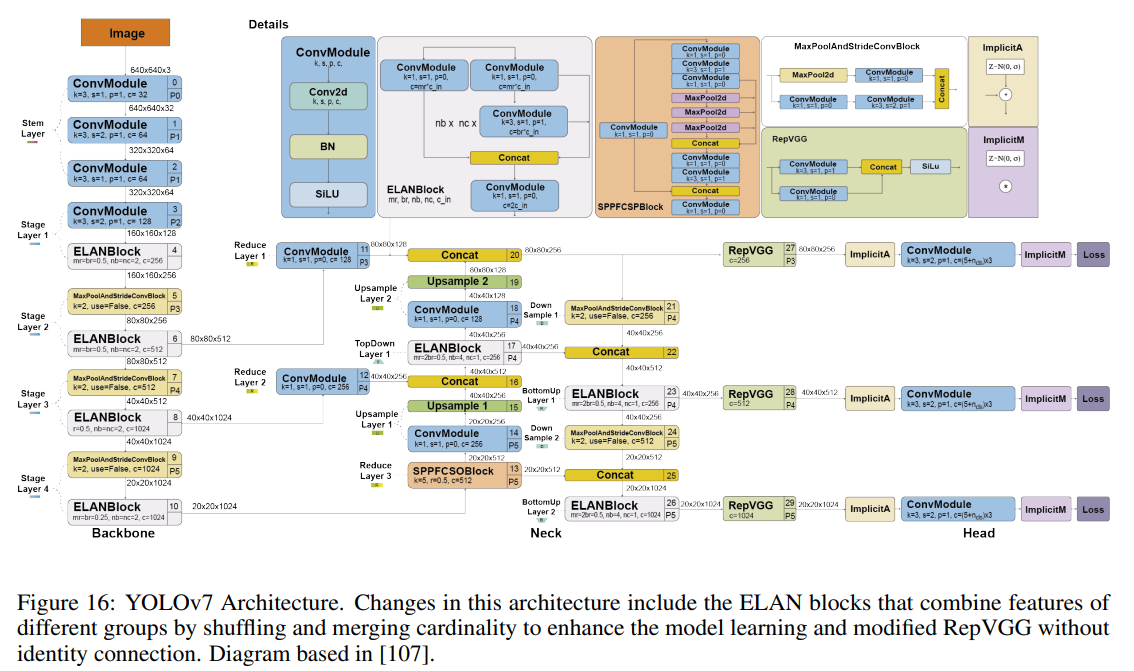 Image
Details
640x640x3
ConvModule 0
k=3, s=1, p=1, c= 32 P0
640x640x32
Stem
Layer
ConvModule 1
k=3, s=2, p=1, c= 64 P1
320x320x64
ConvModule 2
k=3, s=1, p=1, c= 64 P1
320x320x64
Stage
Layer 1
ConvModule 3
k=3, s=2, p=1, c= 128 P2
160x160x128
ELANBlock 4
mr=br=0.5, nb=nc=2, c=256
160x160x256
Stage
Layer 2
MaxPoolAndStrideConvBlock 5
k=2, use=False, c=256 P3
80x80x256
ELANBlock 6
mr=br=0.5, nb=nc=2, c=512
80x80x512
80x80x512
Stage
Layer 3
MaxPoolAndStrideConvBlock 7
k=2, use=False, c=512 P4
40x40x512
ELANBlock 8
r=0.5, nb=nc=2, c=1024
40x40x1024
40x40x1024
Stage
Layer 4
MaxPoolAndStrideConvBlock 9
k=2, use=False, c=1024 P5
20x20x1024
ELANBlock 10
mr=br=0.25, nb=nc=2, c=1024
20x20x1024
Backbone
ConvModule
k, s, p, c,
Conv2d
k, s, p, c,
BN
SiLU
ConvModule
k=1, s=1, p=0,
c=mr*c_in
ConvModule
k=1, s=1, p=0,
c=mr*c_in
nb x nc x
ConvModule
k=3, s=1, p=1,
c=br*c_in
Concat
ConvModule
k=1, s=1, p=0,
c=2c_in
ELANBlock
mr, br, nb, nc, c_in
ConvModule
k=1, s=1, p=0
ConvModule
k=3, s=1, p=1
ConvModule
k=1, s=1, p=0
MaxPool2d
MaxPool2d
MaxPool2d
Concat
ConvModule
k=1, s=1, p=0
ConvModule
k=1, s=1, p=0
ConvModule
k=3, s=1, p=1
Concat
ConvModule
k=1, s=1, p=0
SPPFCSPBlock
MaxPoolAndStrideConvBlock
MaxPool2d
ConvModule
k=1, s=1, p=0
ConvModule
k=1, s=1, p=0
ConvModule
k=3, s=2, p=1
Concat
RepVGG
ConvModule
k=3, s=1, p=1
ConvModule
k=1, s=1, p=0
Concat
SiLu
ImplicitA
Z~N(0, σ)
+
ImplicitM
Z~N(0, σ)
*
Reduce
Layer 1
ConvModule 11
k=1, s=1, p=0, c= 128 P3
80x80x128
Concat 20
80x80x256
80x80x128
Upsample
Layer 2
Upsample 2 19
40x40x128
ConvModule 18
k=1, s=1, p=0, c= 128 P4
40x40x256
TopDown
Layer 1
ELANBlock 17
mr=2br=0.5, nb=4, nc=1, c=256 P4
40x40x256
40x40x512
Reduce
Layer 2
ConvModule 12
k=1, s=1, p=0, c= 256 P4
40x40x256
Concat 16
Upsample
Layer 1
Upsample 1 15
20x20x256
ConvModule 14
k=1, s=1, p=0, c= 256 P5
20x20x512
Reduce
Layer 3
SPPFCSOBlock 13
k=5, r=0.5, c=512 P5
20x20x512
Down
Sample 1
MaxPoolAndStrideConvBlock 21
k=2, use=False, c=256 P4
40x40x256
Concat 22
40x40x512
BottomUp
Layer 1
ELANBlock 23
mr=2br=0.5, nb=4, nc=1, c=256 P4
40x40x256
40x40x256
Down
Sample 2
MaxPoolAndStrideConvBlock 24
k=2, use=False, c=512 P5
20x20x512
Concat 25
20x20x1024
BottomUp
Layer 2
ELANBlock 26
mr=2br=0.5, nb=4, nc=1, c=1024 P5
20x20x1024
Neck
RepVGG 27
c=256 P3
80x80x256
ImplicitA
ConvModule
k=3, s=2, p=1, c=(5+ncls)x3
ImplicitM
Loss
RepVGG 28
c=512 P4
40x40x512
ImplicitA
ConvModule
k=3, s=2, p=1, c=(5+ncls)x3
ImplicitM
Loss
RepVGG 29
c=1024 P5
20x20x1024
ImplicitA
ConvModule
k=3, s=2, p=1, c=(5+ncls)x3
ImplicitM
Loss
Head
Figure 16: YOLOv7 Architecture. Changes in this architecture include the ELAN blocks that combine features of
different groups by shuffling and merging cardinality to enhance the model learning and modified RepVGG without
identity connection. Diagram based in [107].